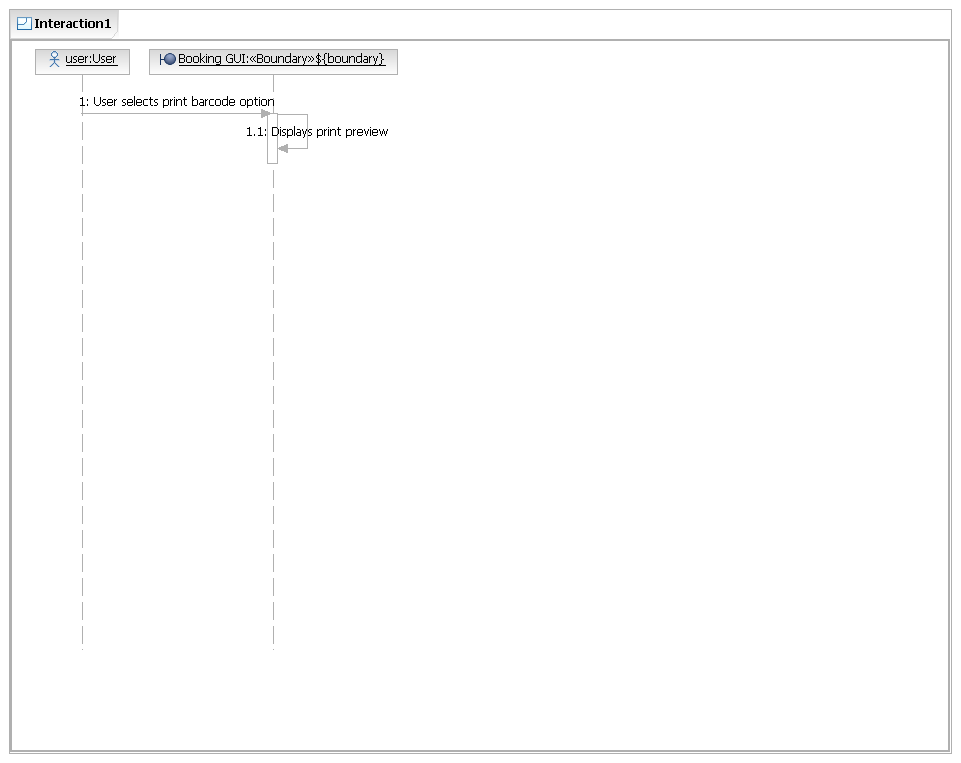 Interaction1
user:User
Booking GUI:«Boundary»${boundary}
1: User selects print barcode option
1.1: Displays print preview